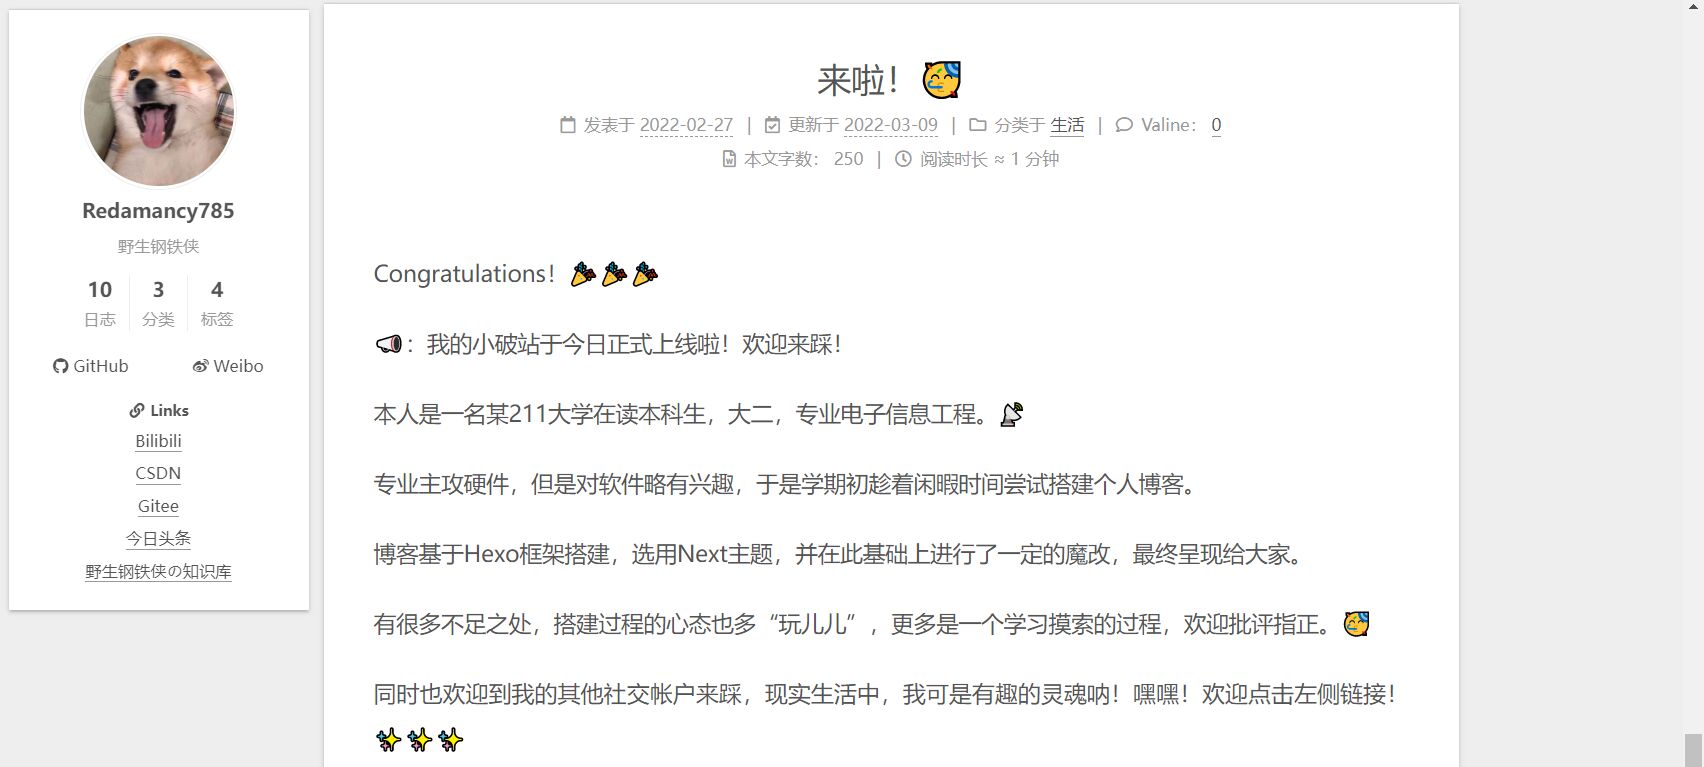 Redamancy785
野生钢铁侠
10 3 4
日志 分类 标签
GitHub Weibo
Links
Bilibili
CSDN
Gitee
今日头条
野生钢铁侠の知识库
来啦！🥳
发表于 2022-02-27 | 更新于 2022-03-09 | 分类于 生活 | Valine： 0
本文字数： 250 | 阅读时长 ≈ 1 分钟
Congratulations！🎉🎉🎉
📢：我的小破站于今日正式上线啦！欢迎来踩！
本人是一名某211大学在读本科生，大二，专业电子信息工程。📡
专业主攻硬件，但是对软件略有兴趣，于是学期初趁着闲暇时间尝试搭建个人博客。
博客基于Hexo框架搭建，选用Next主题，并在此基础上进行了一定的魔改，最终呈现给大家。
有很多不足之处，搭建过程的心态也多“玩儿儿”，更多是一个学习摸索的过程，欢迎批评指正。🥳
同时也欢迎到我的其他社交帐户来踩，现实生活中，我可是有趣的灵魂呐！嘿嘿！欢迎点击左侧链接！
✨✨✨